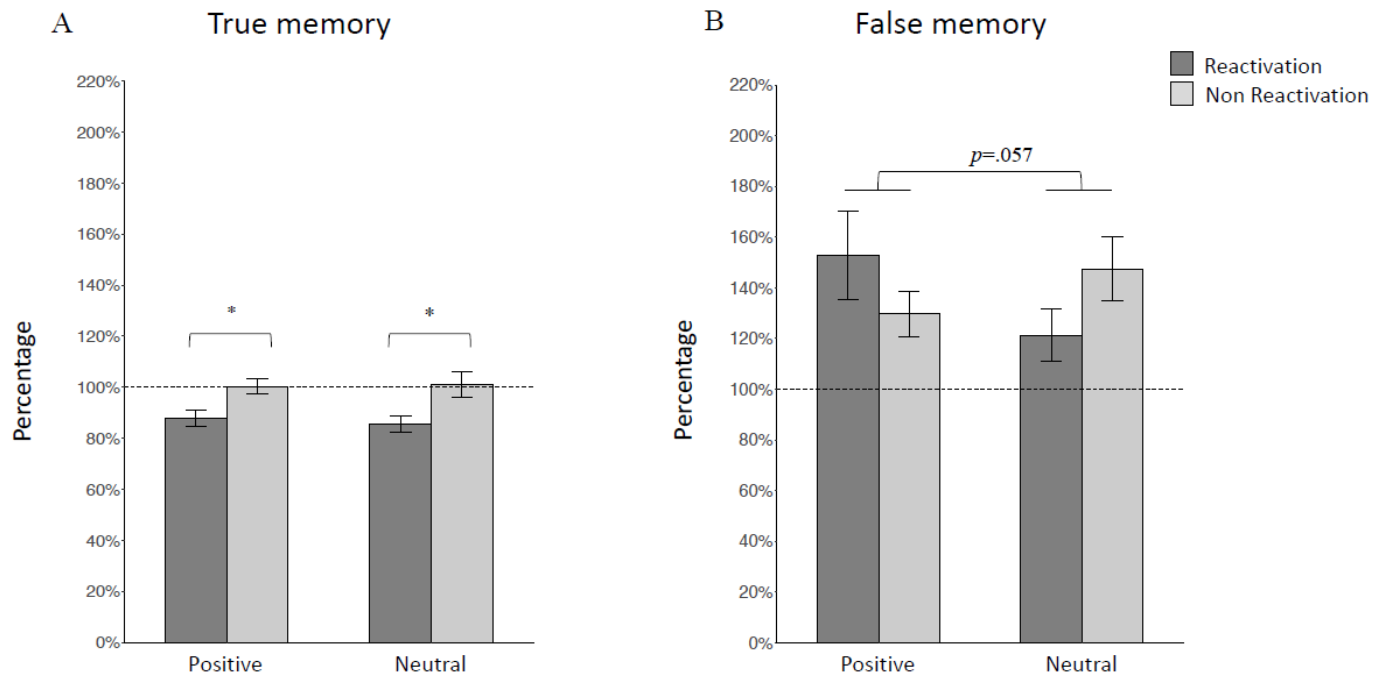 A
True memory
220%
200%
180%
160%
140%
120%
100%
80%
60%
40%
20%
0%
Percentage
*
*
Positive
Neutral
B
False memory
Reactivation
Non Reactivation
220%
200%
180%
160%
140%
120%
100%
80%
60%
40%
20%
0%
Percentage
p=.057
Positive
Neutral